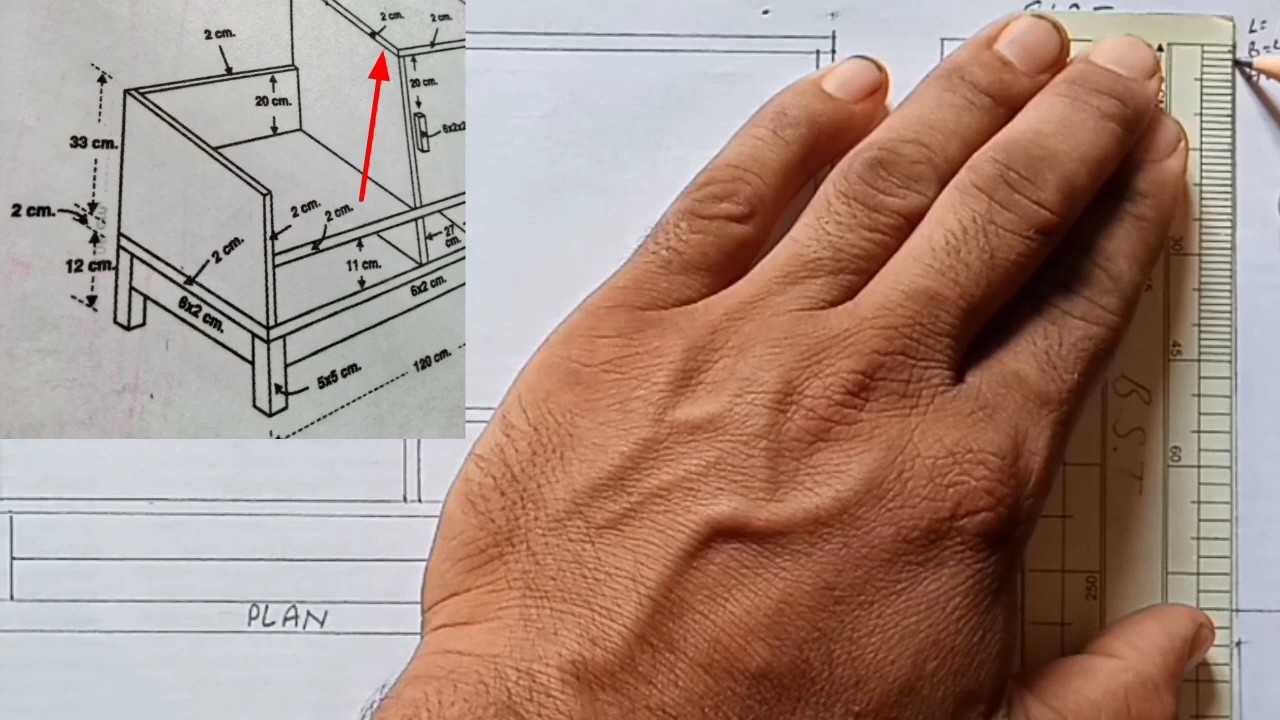 2 cm.
2 cm.
2 cm.
20 cm.
20 cm.
33 cm.
2 cm.
12 cm.
2 cm.
2 cm.
2 cm.
27 cm.
11 cm.
6x2 cm.
6x2 cm.
5x5 cm.
120 cm.
L=
30
45
60
B.S.T
250
PLAN